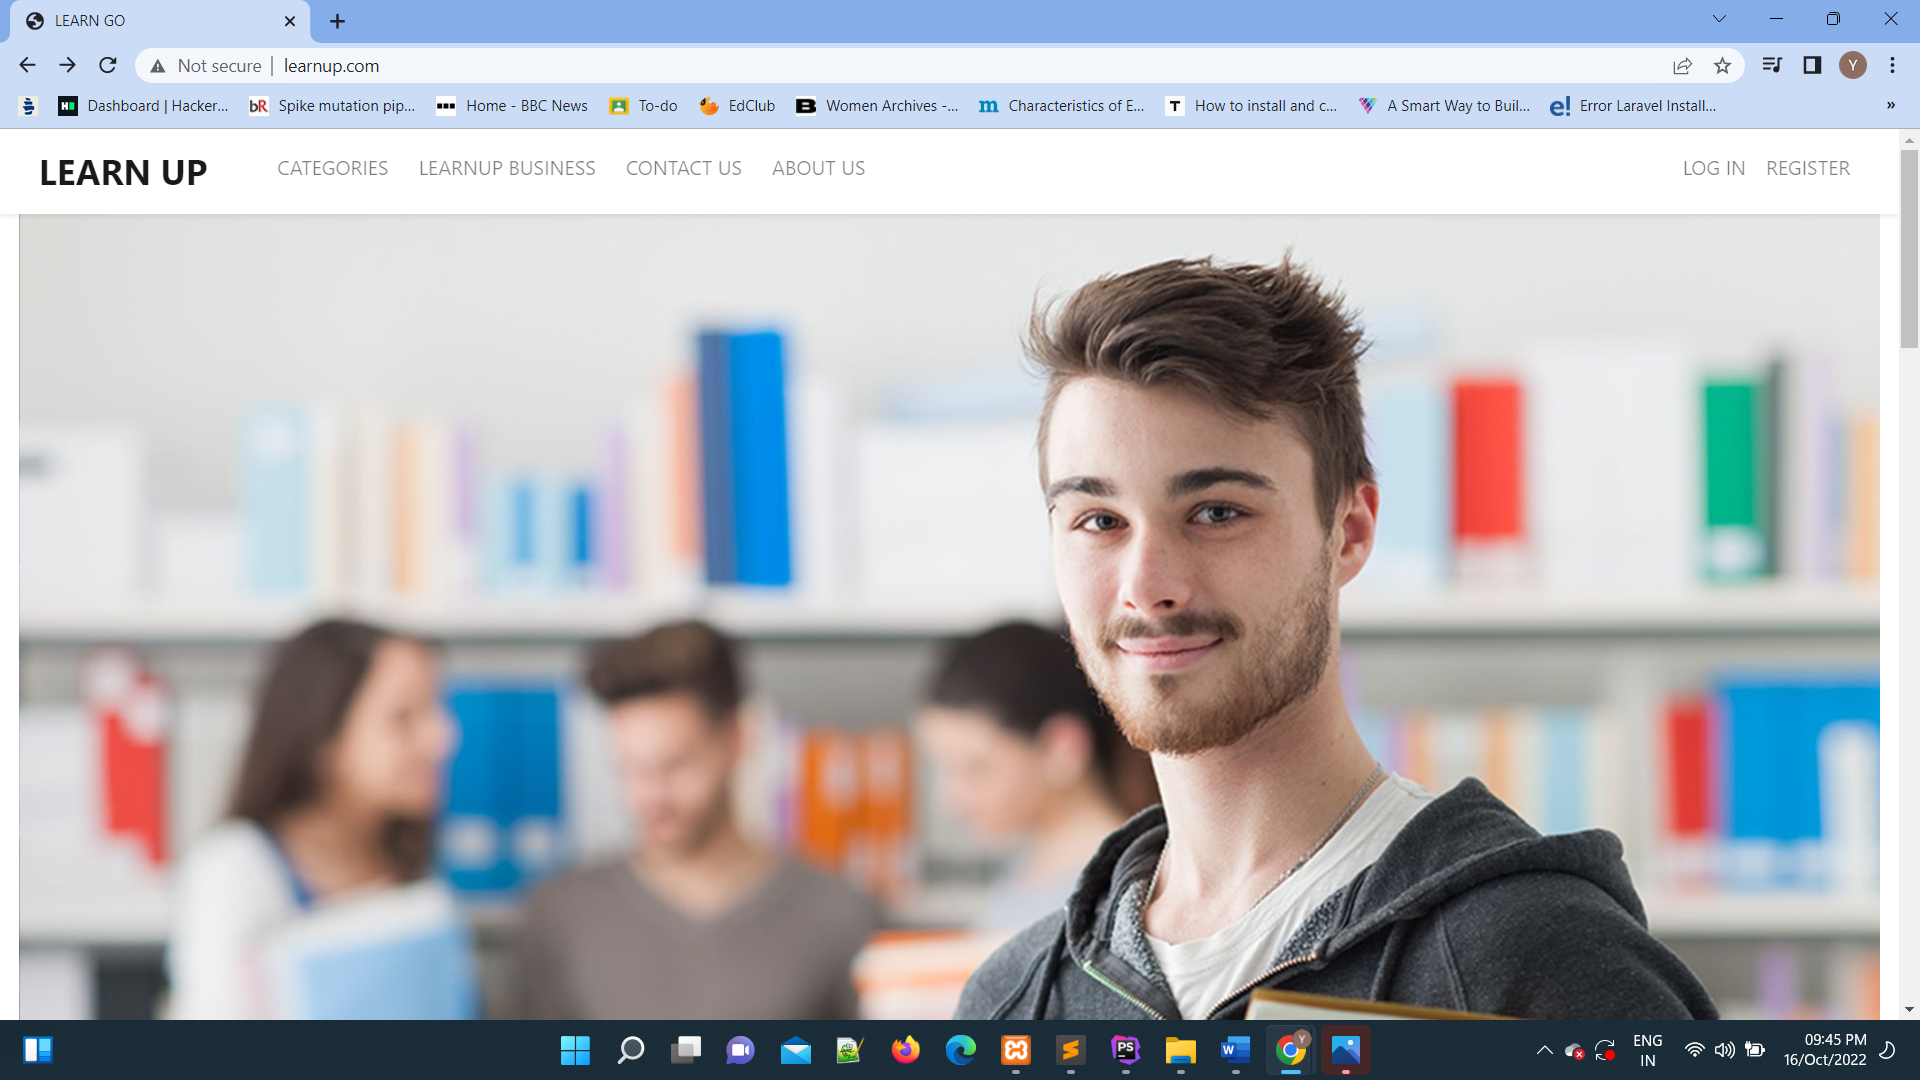 LEARN GO
Not secure | learnup.com
Dashboard | Hacker... Spike mutation pip... Home - BBC News To-do EdClub Women Archives -... Characteristics of E... How to install and c... A Smart Way to Buil... Error Laravel Install... »
LEARN UP CATEGORIES LEARNUP BUSINESS CONTACT US ABOUT US LOG IN REGISTER
ENG
IN
09:45 PM
16/Oct/2022